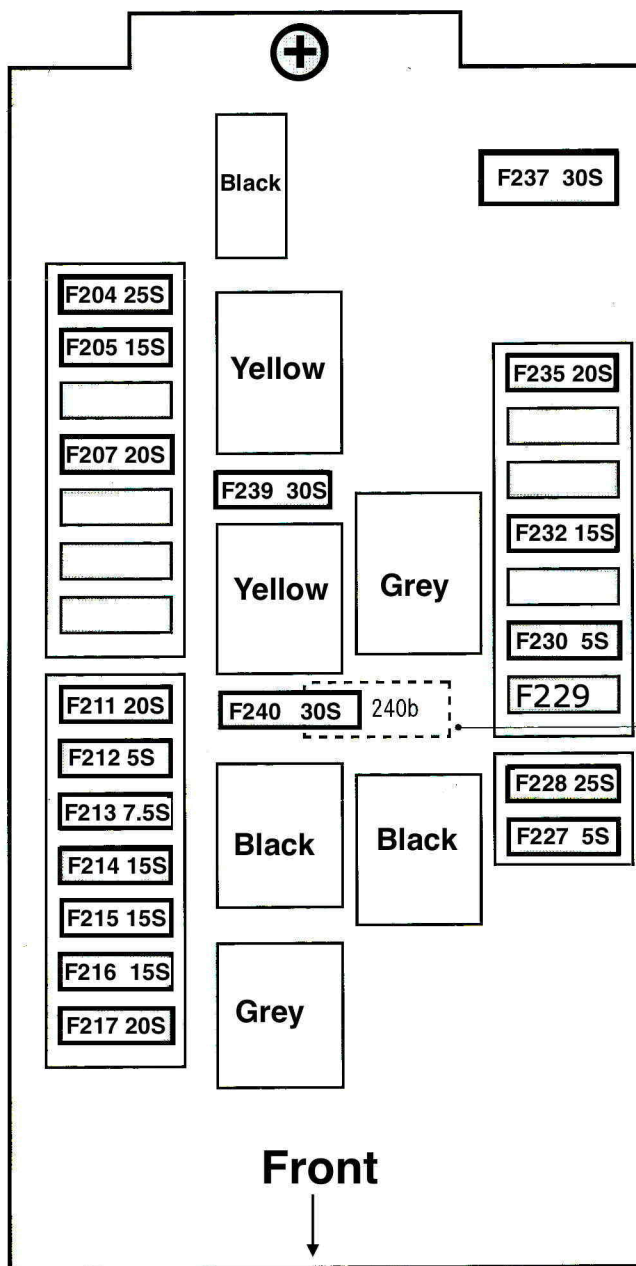 Black
F237 30S
F204 25S
F205 15S
F207 20S
Yellow
F239 30S
Yellow
Grey
F235 20S
F232 15S
F230 5S
F229
F211 20S
F212 5S
F213 7.5S
F214 15S
F215 15S
F216 15S
F217 20S
F240 30S
240b
Black
Black
F228 25S
F227 5S
Grey
Front